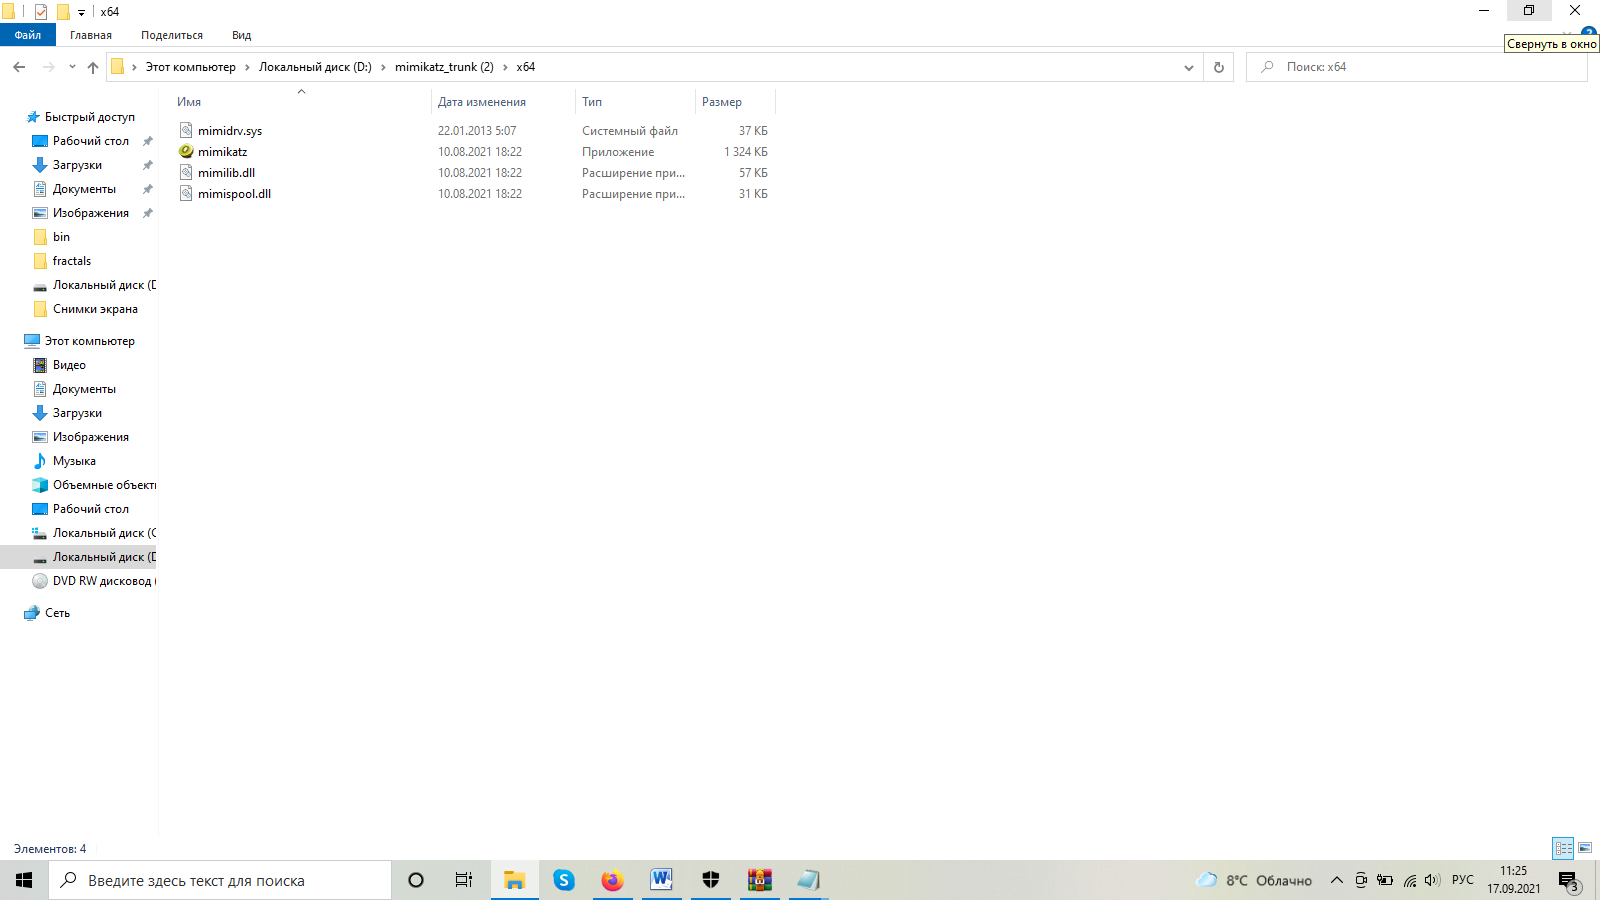 x64
Файл Главная Поделиться Вид
Свернуть в окно
Этот компьютер Локальный диск (D:) mimikatz_trunk (2) x64
Поиск: x64
Имя Дата изменения Тип Размер
mimidrv.sys 22.01.2013 5:07 Системный файл 37 КБ
mimikatz 10.08.2021 18:22 Приложение 1 324 КБ
mimilib.dll 10.08.2021 18:22 Расширение при... 57 КБ
mimispool.dll 10.08.2021 18:22 Расширение при... 31 КБ
Быстрый доступ
Рабочий стол
Загрузки
Документы
Изображения
bin
fractals
Локальный диск (D
Снимки экрана
Этот компьютер
Видео
Документы
Загрузки
Изображения
Музыка
Объемные объект
Рабочий стол
Локальный диск (C
Локальный диск (D
DVD RW дисковод (
Сеть
Элементов: 4
Введите здесь текст для поиска
8°C Облачно
РУС
11:25
17.09.2021
3